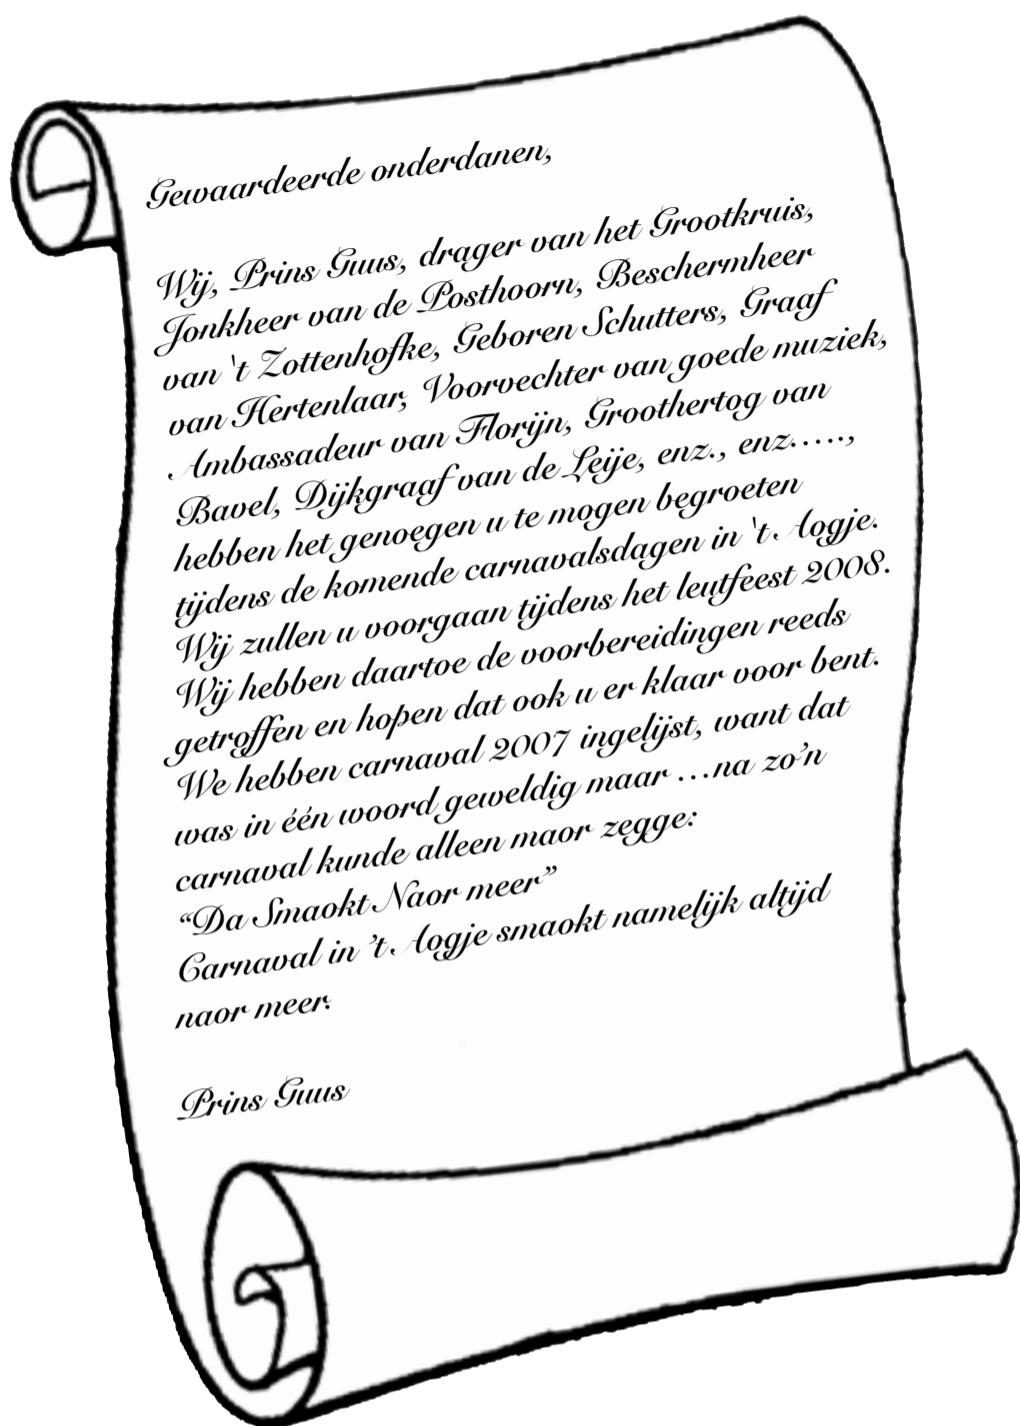 Gewaardeerde onderdanen,
Wij, Prins Guus, drager van het Grootkruis,
Jonkheer van de Posthoorn, Beschermheer
van 't Zottenhofke, Geboren Schutters, Graaf
van Hertenlaar, Voorvechter van goede muziek,
Ambassadeur van Florijn, Groothertog van
Bavel, Dijkgraaf van de Leije, enz., enz.....,
hebben het genoegen u te mogen begroeten
tijdens de komende carnavalsdagen in 't Aogje.
Wij zullen u voorgaan tijdens het leutfeest 2008.
Wij hebben daartoe de voorbereidingen reeds
getroffen en hopen dat ook u er klaar voor bent.
We hebben carnaval 2007 ingelijst, want dat
was in één woord geweldig maar ...na zo'n
carnaval kunde alleen maor zegge:
“Da Smaokt Naor meer”
Carnaval in 't Aogje smaokt namelijk altijd
naor meer.
Prins Guus